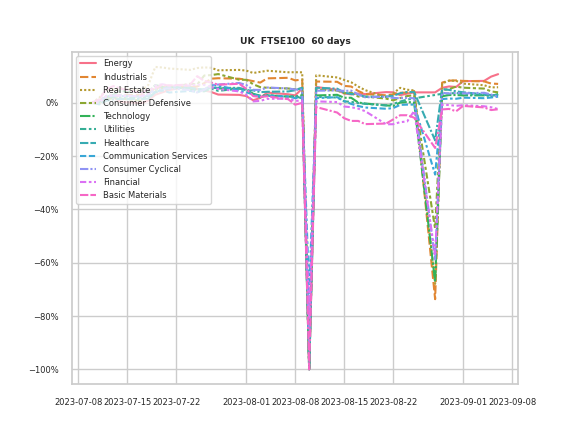 UK FTSE100 60 days
Energy
Industrials
Real Estate
Consumer Defensive
Technology
Utilities
Healthcare
Communication Services
Consumer Cyclical
Financial
Basic Materials
0%
−20%
−40%
−60%
−80%
−100%
2023-07-08 2023-07-15 2023-07-22 2023-08-01 2023-08-08 2023-08-15 2023-08-22 2023-09-01 2023-09-08